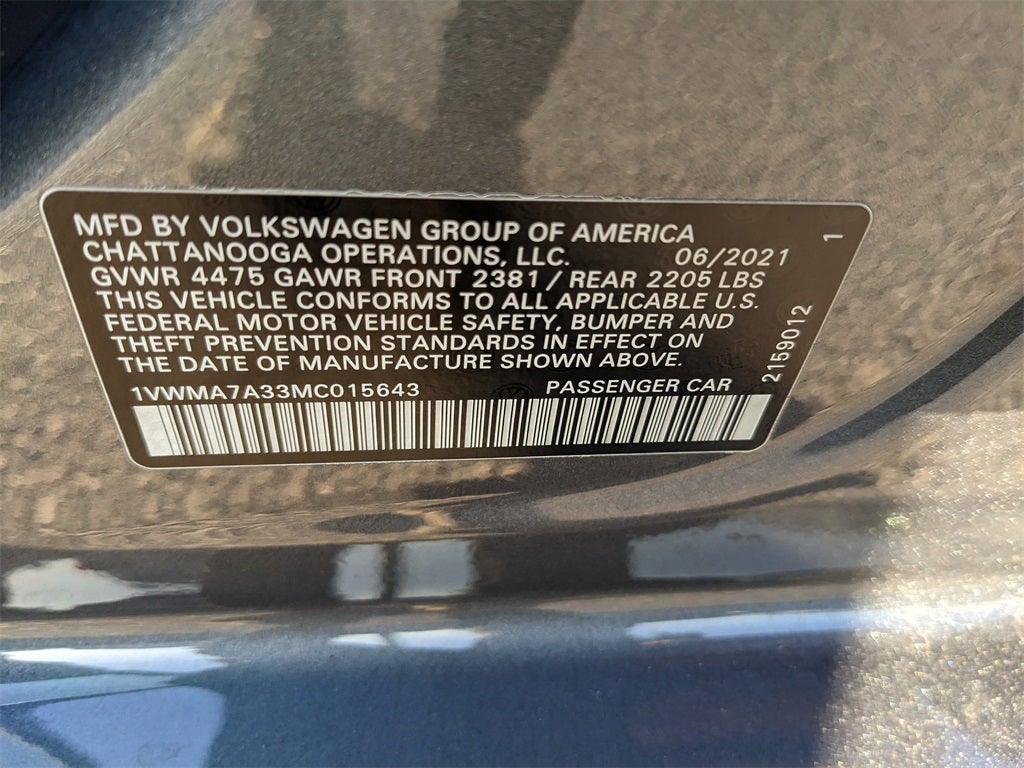 MFD BY VOLKSWAGEN GROUP OF AMERICA
CHATTANOOGA OPERATIONS, LLC. 06/2021
GVWR 4475 GAWR FRONT 2381 / REAR 2205 LBS
THIS VEHICLE CONFORMS TO ALL APPLICABLE U.S.
FEDERAL MOTOR VEHICLE SAFETY, BUMPER AND
THEFT PREVENTION STANDARDS IN EFFECT ON
THE DATE OF MANUFACTURE SHOWN ABOVE.
1VWMA7A33MC015643 PASSENGER CAR
2159012 1